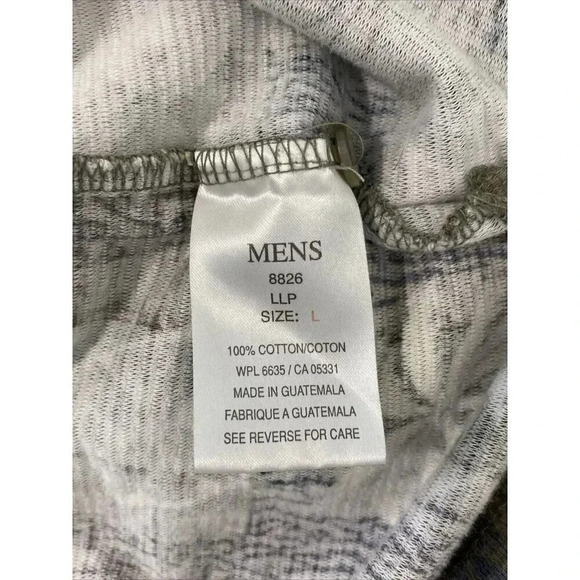 MENS
8826
LLP
SIZE: L
100% COTTON/COTON
WPL 6635 / CA 05331
MADE IN GUATEMALA
FABRIQUE A GUATEMALA
SEE REVERSE FOR CARE